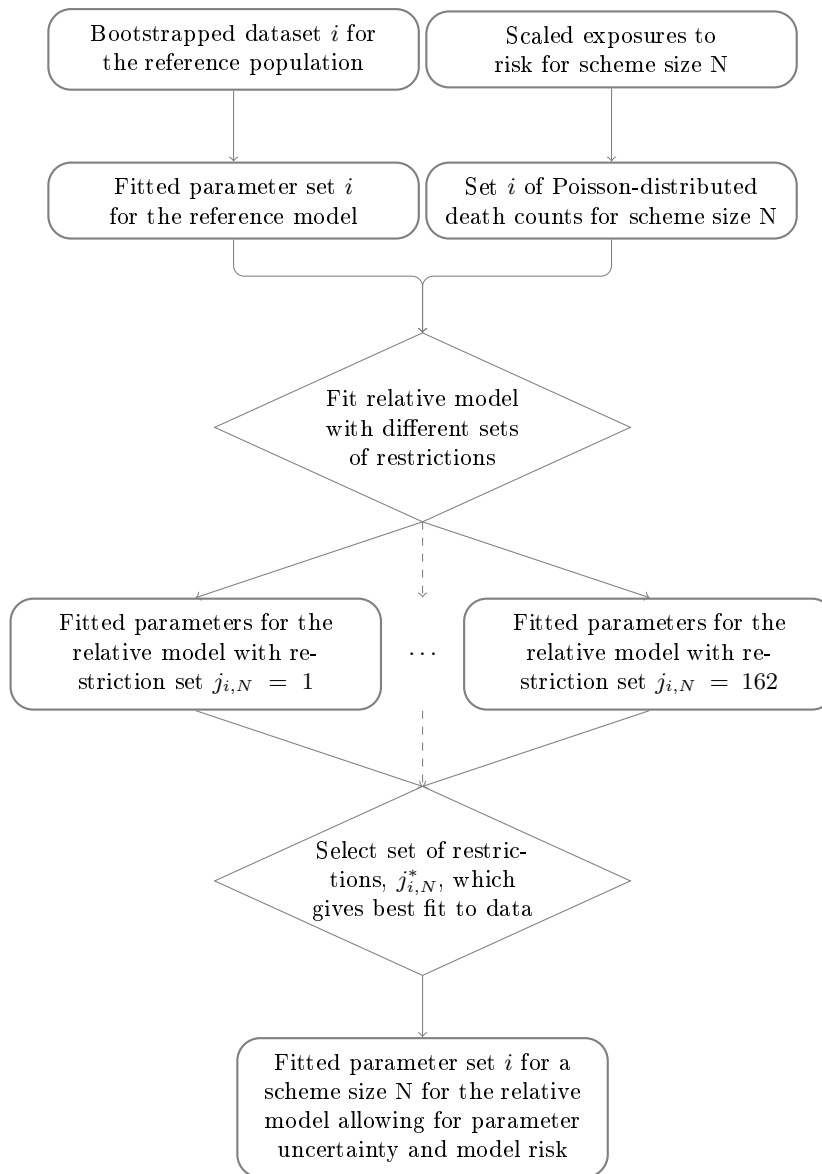 Bootstrapped dataset i for
the reference population
Scaled exposures to
risk for scheme size N
Fitted parameter set i
for the reference model
Set i of Poisson-distributed
death counts for scheme size N
Fit relative model
with different sets
of restrictions
Fitted parameters for the
relative model with re-
striction set j_{i,N} = 1
...
Fitted parameters for the
relative model with re-
striction set j_{i,N} = 162
Select set of restric-
tions, j^*_{i,N}, which
gives best fit to data
Fitted parameter set i for a
scheme size N for the relative
model allowing for parameter
uncertainty and model risk